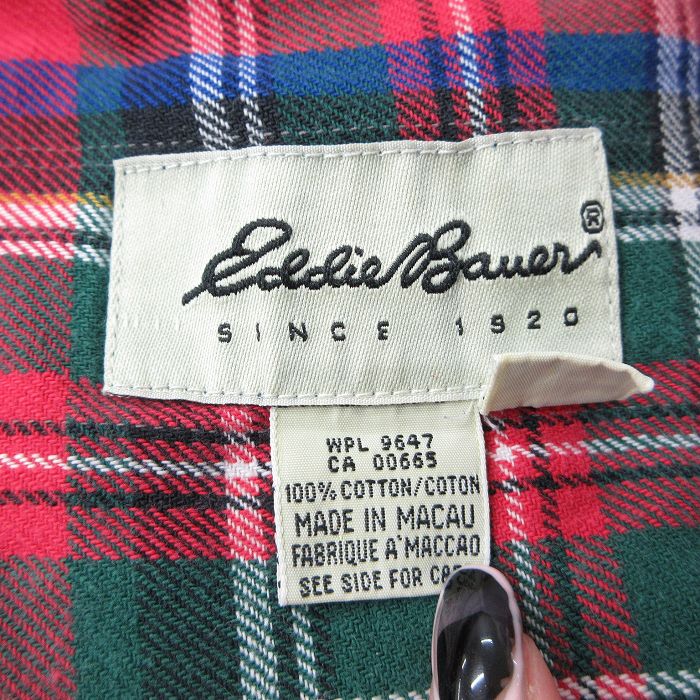 Eddie Bauer®
SINCE 1920
WPL 9647
CA 00665
100% COTTON/COTON
MADE IN MACAU
FABRIQUE A' MACCAO
SEE SIDE FOR